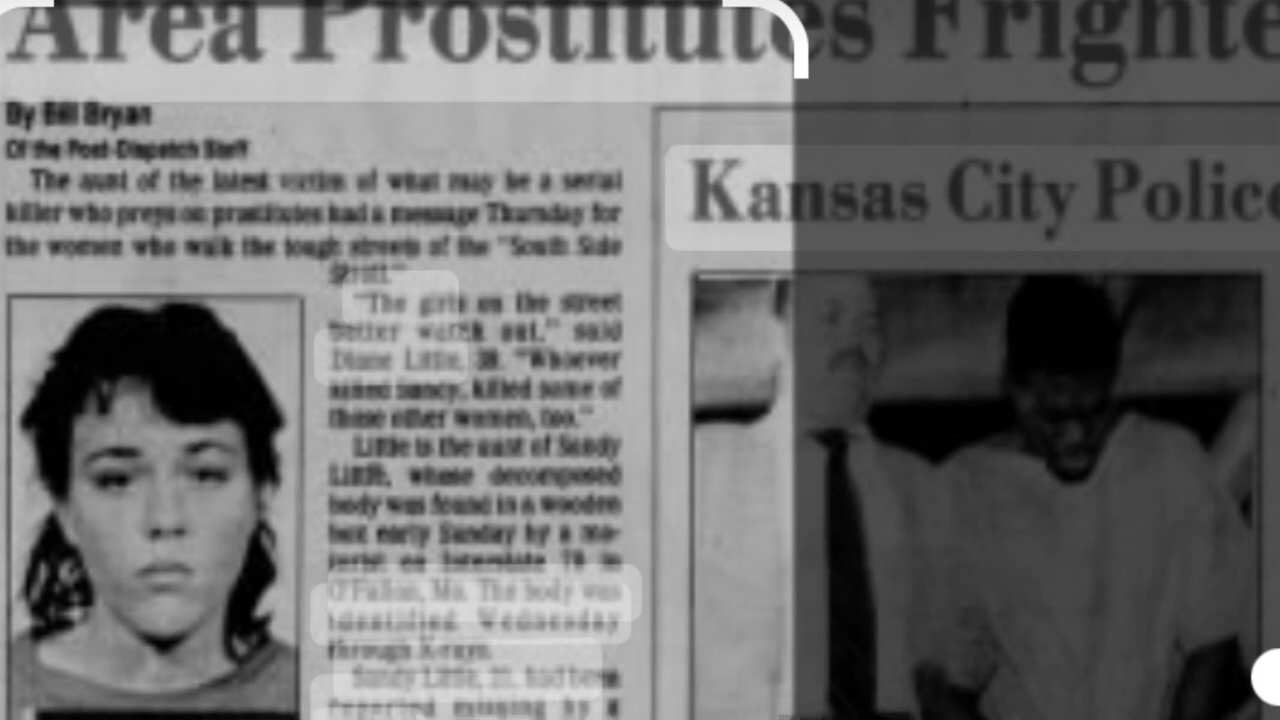 Area Prostitutes Frighte
By Bill Bryan
Of the Post-Dispatch Staff
The aunt of the latest victim of what may be a serial
killer who preys on prostitutes had a message Thursday for
the women who walk the tough streets of the "South Side
Stroll."
"The girls on the street
better watch out," said
Diane Little, 38. "Whoever
killed some of
those other women, too."
Little is the aunt of Sandy
Little, whose decomposed
body was found in a wooden
box early Sunday by a mo-
torist on Interstate 70 in
O'Fallon, Mo. The body was
identified Wednesday
through X-rays.
Sandy Little, 21, had been
reported missing by a
Kansas City Police